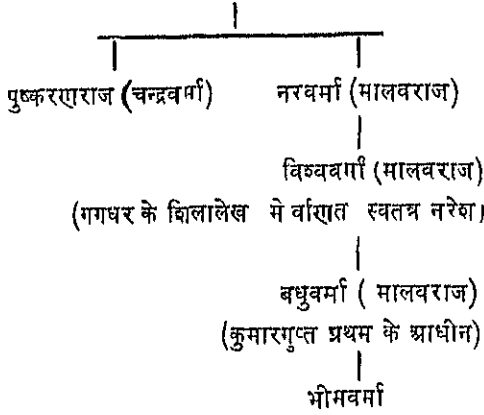 पुष्करणराज (चन्द्रवर्मा) नरवर्मा (मालवराज)
विश्ववर्मा (मालवराज)
(गगधर के शिलालेख मे वर्णित स्वतत्र नरेश)
बधुवर्मा ( मालवराज)
(कुमारगुप्त प्रथम के आधीन)
भीमवर्मा